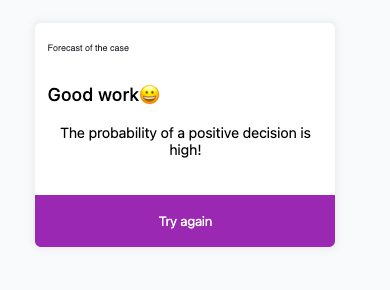 Forecast of the case
Good work😀
The probability of a positive decision is
high!
Try again